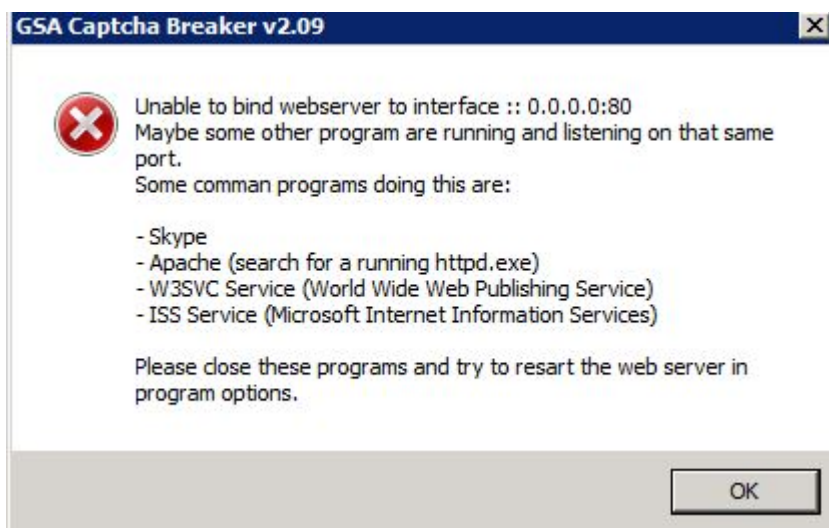 GSA Captcha Breaker v2.09
Unable to bind webserver to interface :: 0.0.0.0:80
Maybe some other program are running and listening on that same
port.
Some comman programs doing this are:
- Skype
- Apache (search for a running httpd.exe)
- W3SVC Service (World Wide Web Publishing Service)
- ISS Service (Microsoft Internet Information Services)
Please close these programs and try to resart the web server in
program options.
OK